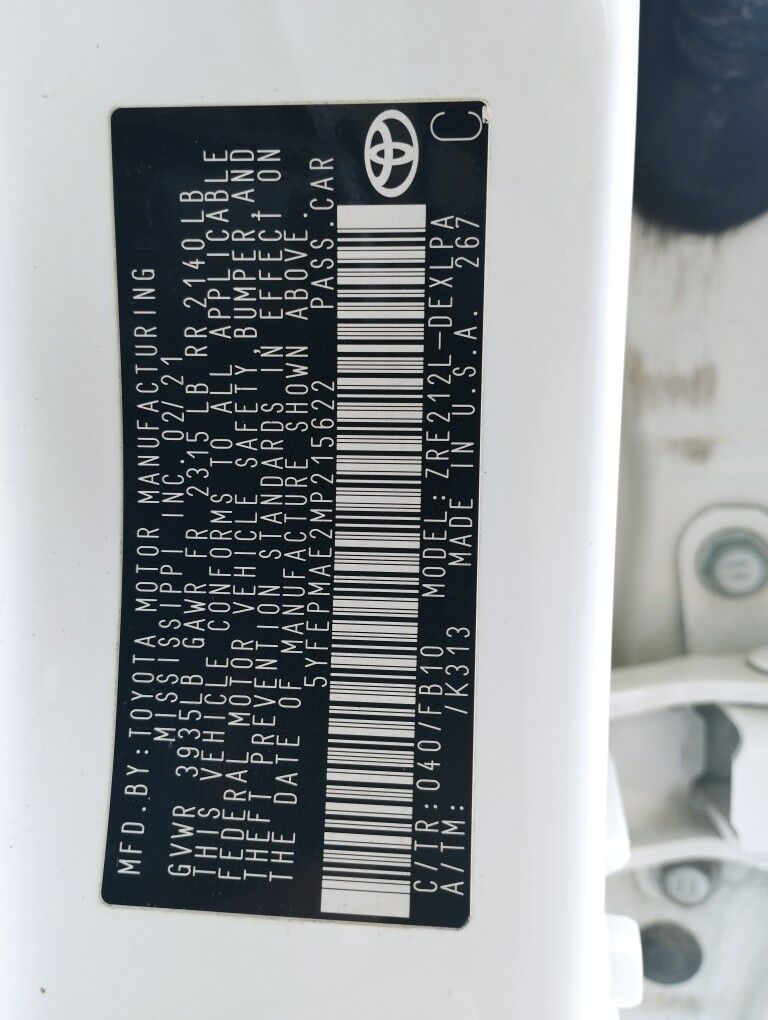 MFD.BY:TOYOTA MOTOR MANUFACTURING
MISSISSIPPI INC. 02/21
GVWR 3935LB GAWR FR 2315 LB RR 2140LB
THIS VEHICLE CONFORMS TO ALL APPLICABLE
FEDERAL MOTOR VEHICLE SAFETY, BUMPER,AND
THEFT PREVENTION STANDARDS IN EFFECT ON
THE DATE OF MANUFACTURE SHOWN ABOVE.
5YFEPMAE2MP215622 PASS.CAR
C/TR:040/FB10 MODEL:ZRE212L-DEXLPA
A/TM: /K313 MADE IN U.S.A. 267 C